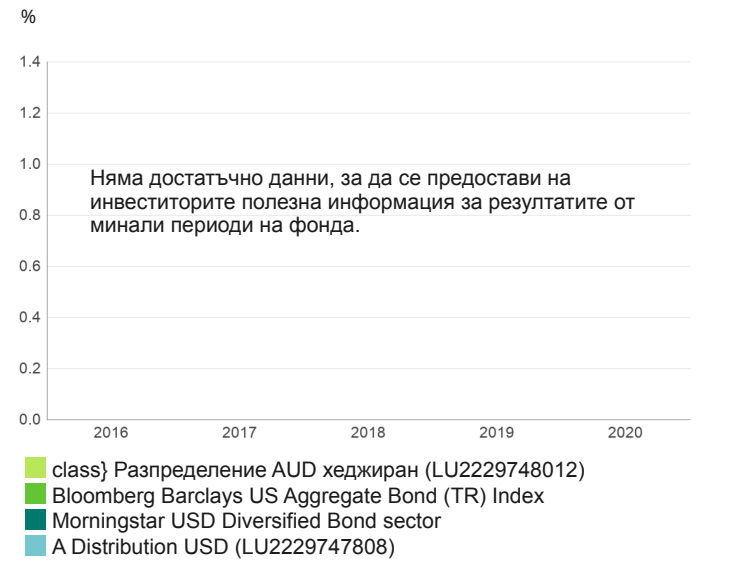 %
1.4
1.2
1.0
Няма достатъчно данни, за да се предостави на
инвеститорите полезна информация за резултатите от
минали периоди на фонда.
0.8
0.6
0.4
0.2
0.0
2016 2017 2018 2019 2020
class} Разпределение AUD хеджиран (LU2229748012)
Bloomberg Barclays US Aggregate Bond (TR) Index
Morningstar USD Diversified Bond sector
A Distribution USD (LU2229747808)